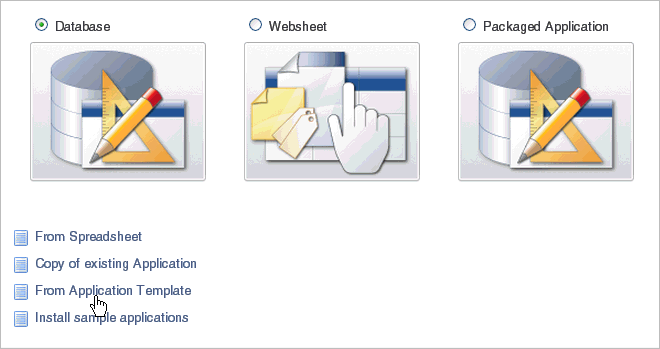 Database Websheet Packaged Application
From Spreadsheet
Copy of existing Application
From Application Template
Install sample applications